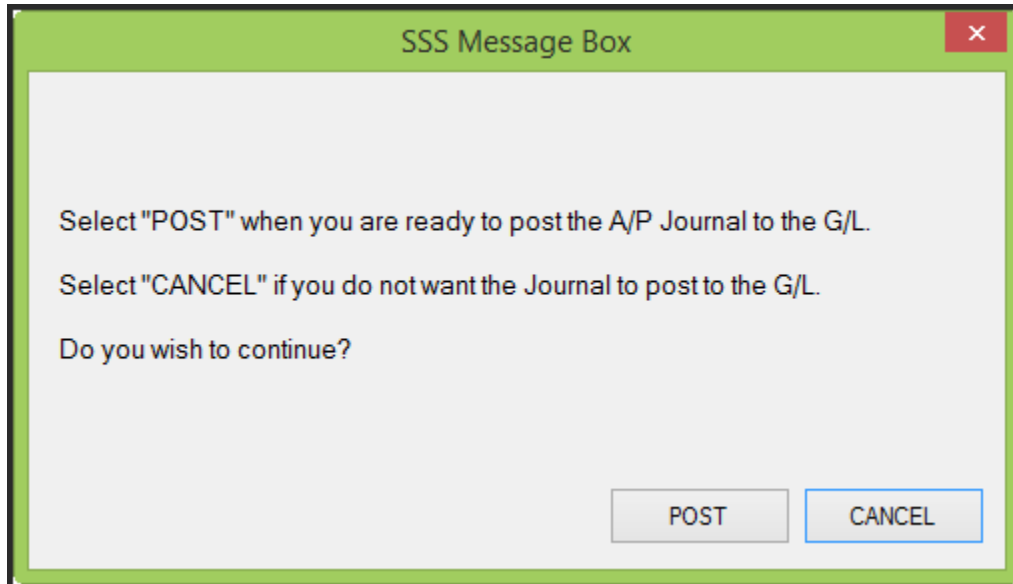 SSS Message Box
Select "POST" when you are ready to post the A/P Journal to the G/L.
Select "CANCEL" if you do not want the Journal to post to the G/L.
Do you wish to continue?
POST
CANCEL